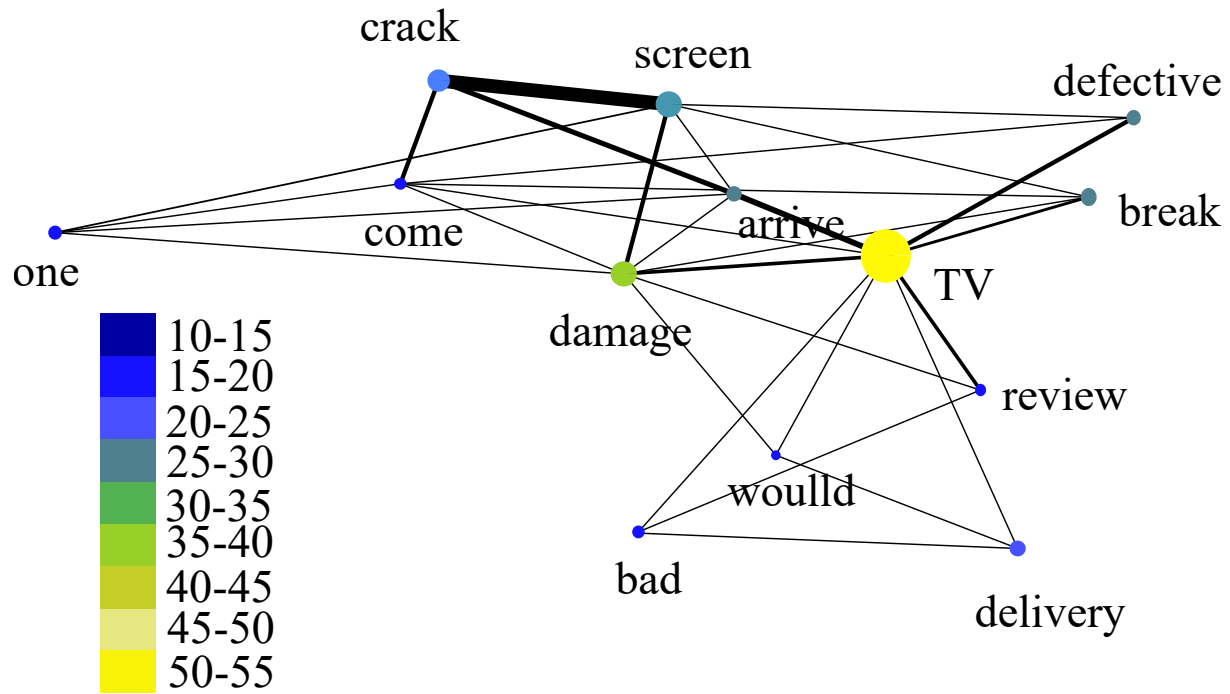 crack
screen
defective
come
arrive
break
one
TV
damage
review
woulld
bad
delivery
10-15
15-20
20-25
25-30
30-35
35-40
40-45
45-50
50-55